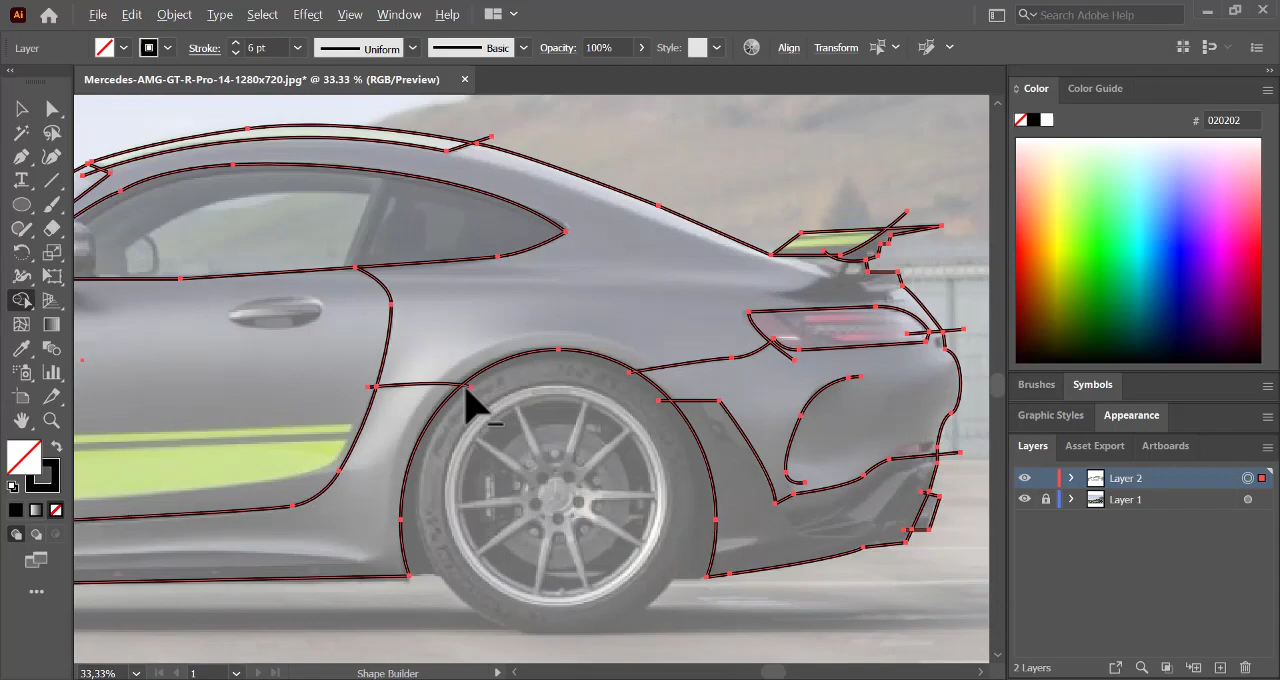 Ai File Edit Object Type Select Effect View Window Help Search Adobe Help
Layer Stroke: 6 pt Uniform Basic Opacity: 100% Style: Align Transform
Mercedes-AMG-GT-R-Pro-14-1280x720.jpg* @ 33.33 % (RGB/Preview) ×
Color Color Guide
# 020202
Brushes Symbols
Graphic Styles Appearance
Layers Asset Export Artboards
Layer 2
Layer 1
33,33% 1 Shape Builder
2 Layers